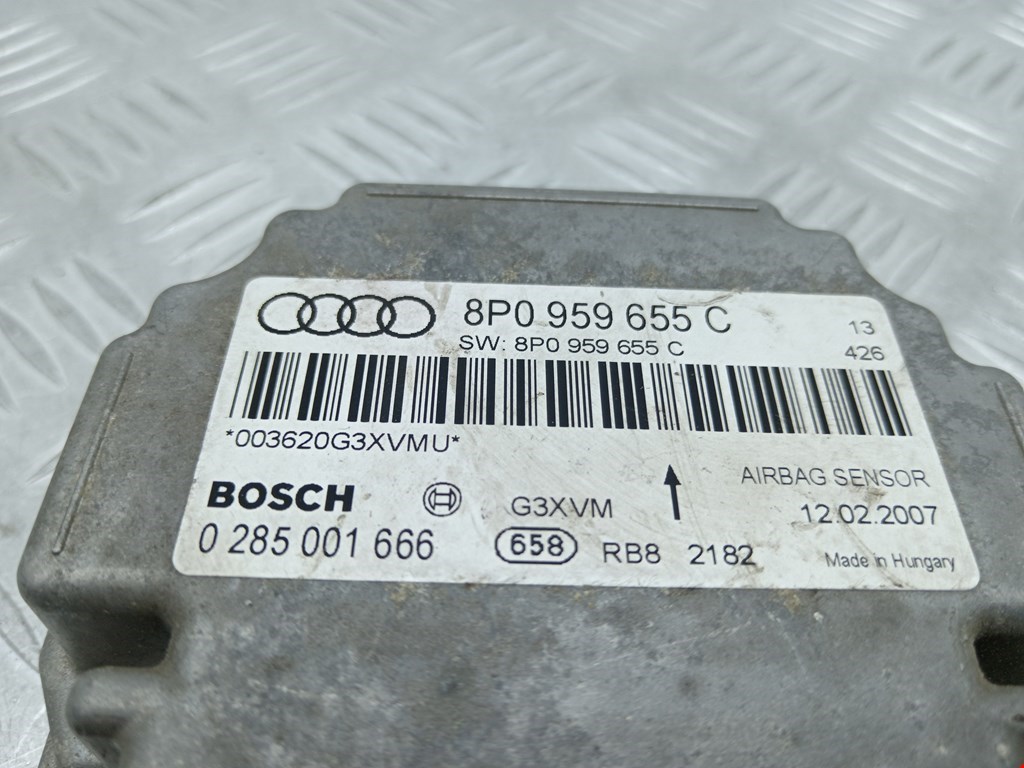 8P0 959 655 C
SW: 8P0 959 655 C
13
426
*003620G3XVMU*
AIRBAG SENSOR
BOSCH
G3XVM
12.02.2007
0 285 001 666
658
RB8 2182
Made in Hungary